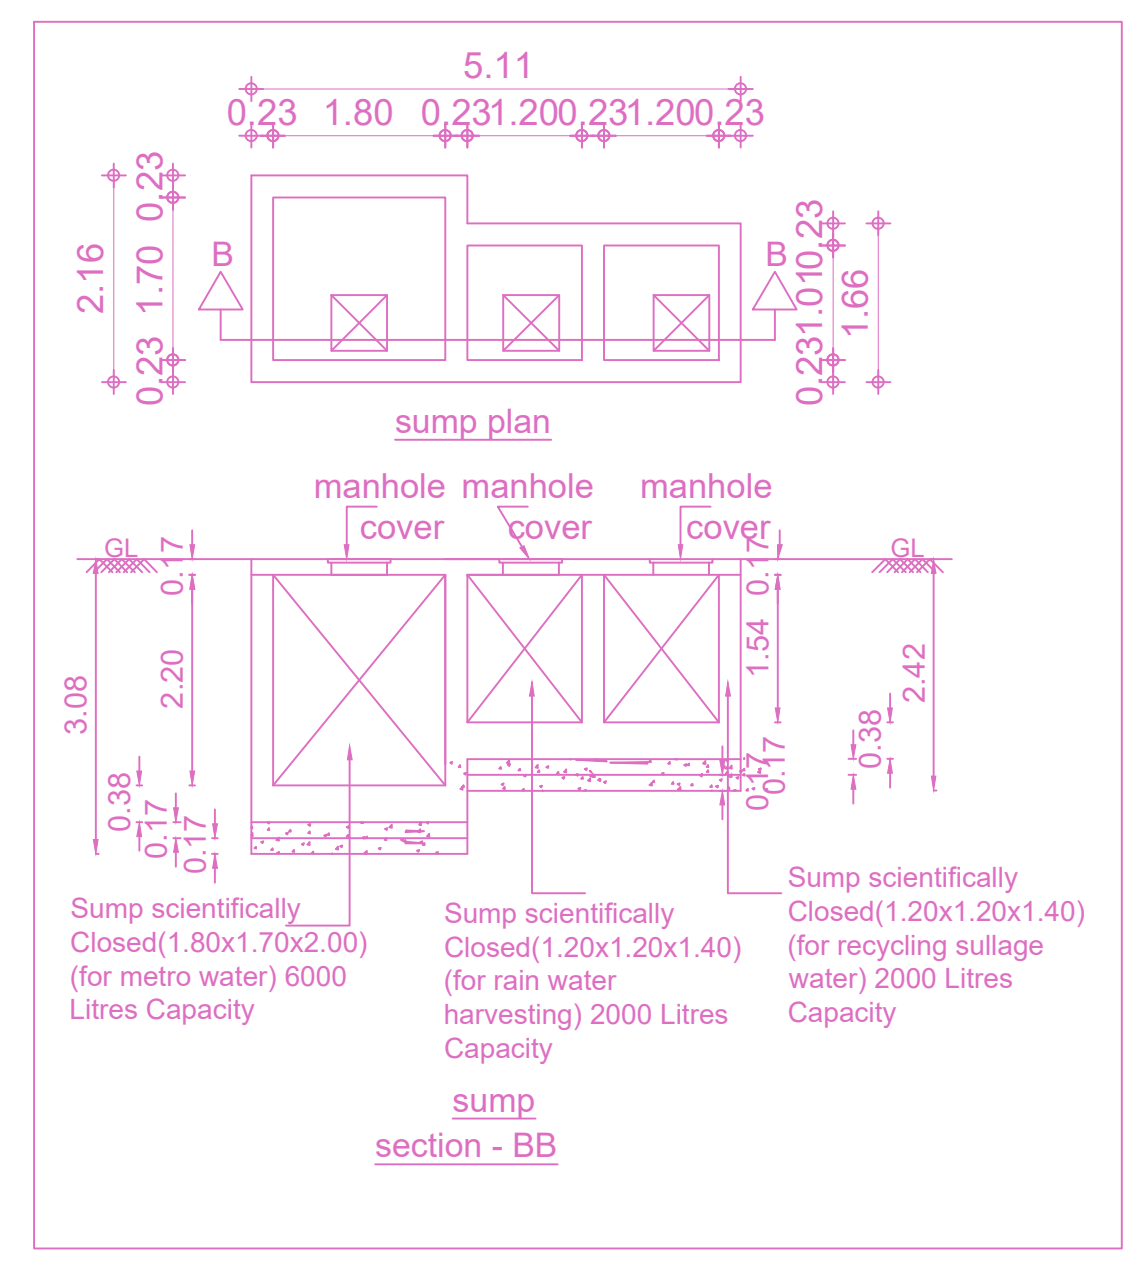 5.11
0.23 1.80 0.23 1.20 0.23 1.20 0.23
0.23
1.70
0.23
2.16
B
B
0.23
1.01
0.23
1.66
sump plan
manhole cover
manhole cover
manhole cover
GL
GL
0.17
2.20
3.08
0.38
0.17
0.17
0.17
1.54
2.42
0.38
0.17
0.17
Sump scientifically
Closed(1.80x1.70x2.00)
(for metro water) 6000
Litres Capacity
Sump scientifically
Closed(1.20x1.20x1.40)
(for rain water
harvesting) 2000 Litres
Capacity
Sump scientifically
Closed(1.20x1.20x1.40)
(for recycling sullage
water) 2000 Litres
Capacity
sump
section - BB